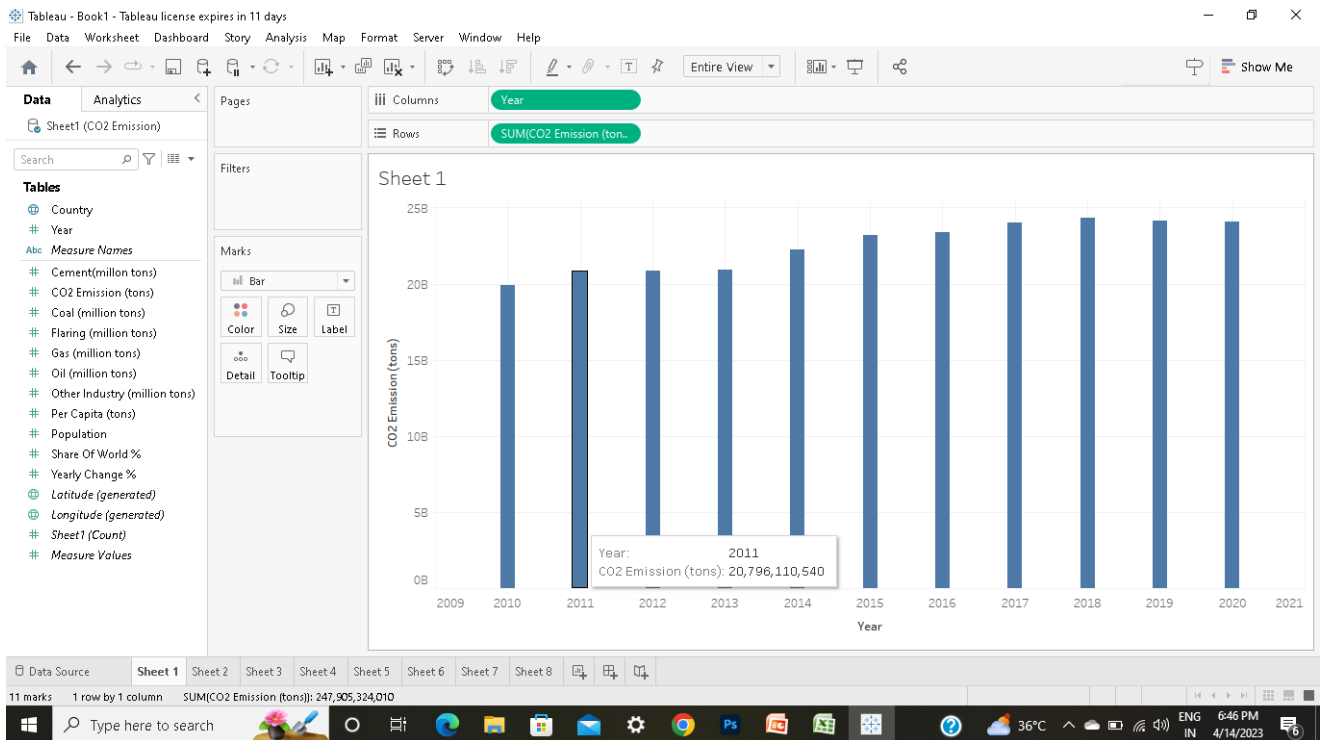 Tableau - Book1 - Tableau license expires in 11 days
File Data Worksheet Dashboard Story Analysis Map Format Server Window Help
Entire View
Show Me
Data Analytics
Sheet1 (CO2 Emission)
Search
Tables
Country
Year
Abc Measure Names
Cement(millon tons)
CO2 Emission (tons)
Coal (million tons)
Flaring (million tons)
Gas (million tons)
Oil (million tons)
Other Industry (million tons)
Per Capita (tons)
Population
Share Of World %
Yearly Change %
Latitude (generated)
Longitude (generated)
Sheet1 (Count)
Measure Values
Pages
Filters
Marks
Bar
Color Size Label
Detail Tooltip
Columns Year
Rows SUM(CO2 Emission (ton..
Sheet 1
25B
20B
15B
10B
5B
0B
CO2 Emission (tons)
Year: 2011
CO2 Emission (tons): 20,796,110,540
2009 2010 2011 2012 2013 2014 2015 2016 2017 2018 2019 2020 2021
Year
Data Source Sheet 1 Sheet 2 Sheet 3 Sheet 4 Sheet 5 Sheet 6 Sheet 7 Sheet 8
11 marks 1 row by 1 column SUM(CO2 Emission (tons)): 247,905,324,010
Type here to search
Ps
36°C
ENG
IN
6:46 PM
4/14/2023
6